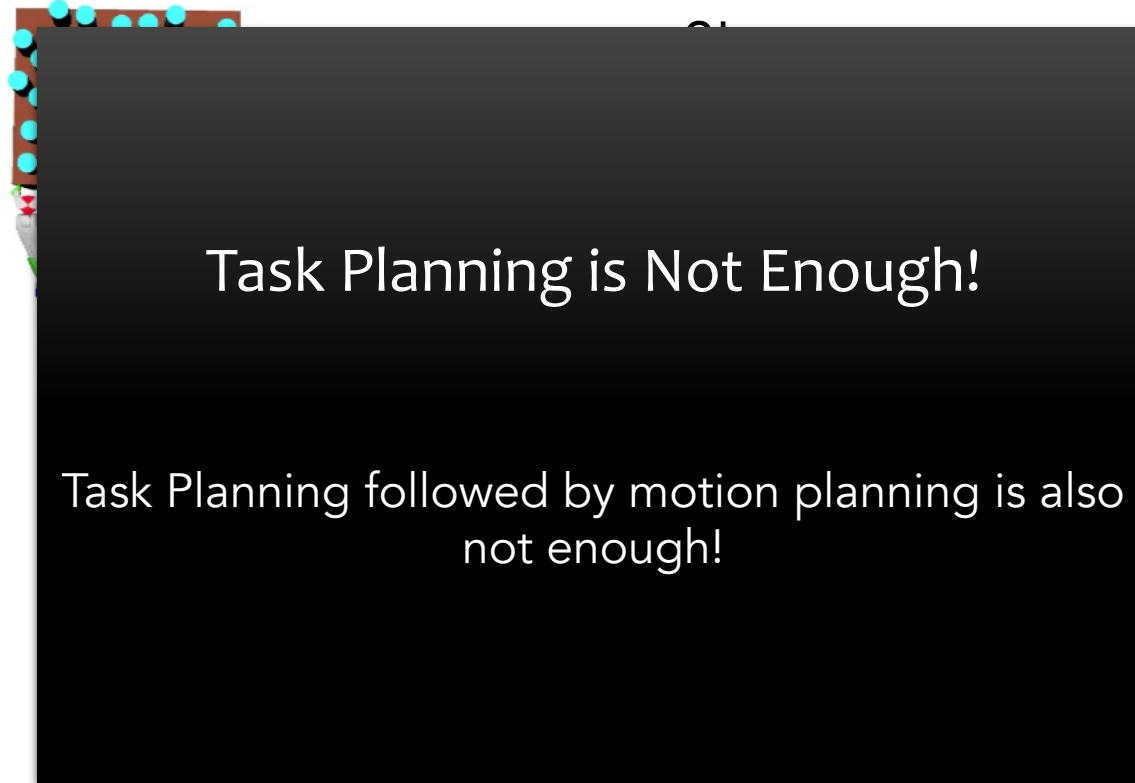 Task Planning is Not Enough!
Task Planning followed by motion planning is also
not enough!